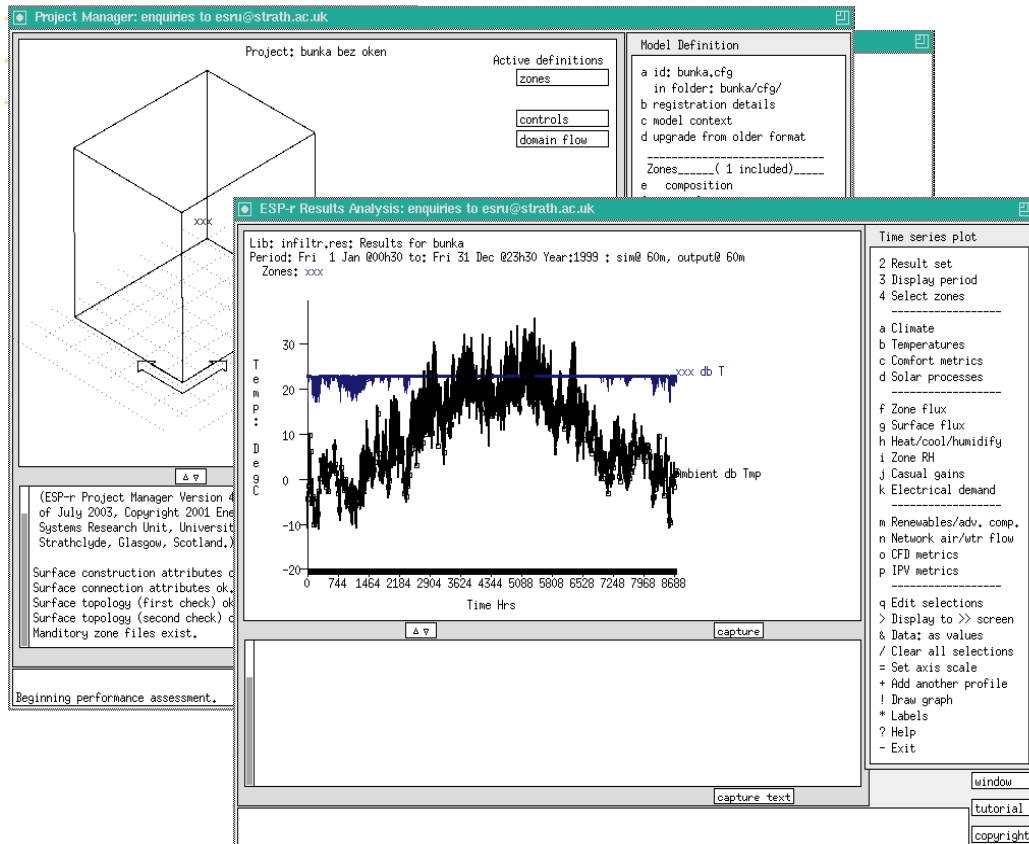 Project Manager: enquiries to esru@strath.ac.uk
Project: bunka bez oken
Active definitions
zones
controls
domain flow
xxx
Model Definition
a id: bunka.cfg
in folder: bunka/cfg/
b registration details
c model context
d upgrade from older format
Zones______( 1 included)_____
e composition
(ESP-r Project Manager Version 4
of July 2003, Copyright 2001 Ene
Systems Research Unit, Universit
Strathclyde, Glasgow, Scotland.)
Surface construction attributes
Surface connection attributes ok.
Surface topology (first check) ok
Surface topology (second check)
Manditory zone files exist.
Beginning performance assessment.
ESP-r Results Analysis: enquiries to esru@strath.ac.uk
Lib: infiltr.res: Results for bunka
Period: Fri 1 Jan @00h30 to: Fri 31 Dec @23h30 Year:1999 : sim@ 60m, output@ 60m
Zones: xxx
Temp: DegC
30
20
10
0
-10
-20
xxx db T
Ambient db Tmp
0 744 1464 2184 2904 3624 4344 5088 5808 6528 7248 7968 8688
Time Hrs
capture
capture text
Time series plot
2 Result set
3 Display period
4 Select zones
a Climate
b Temperatures
c Comfort metrics
d Solar processes
f Zone flux
g Surface flux
h Heat/cool/humidify
i Zone RH
j Casual gains
k Electrical demand
m Renewables/adv. comp.
n Network air/wtr flow
o CFD metrics
p IPV metrics
q Edit selections
> Display to >> screen
& Data: as values
/ Clear all selections
= Set axis scale
+ Add another profile
! Draw graph
* Labels
? Help
- Exit
window
tutorial
copyright